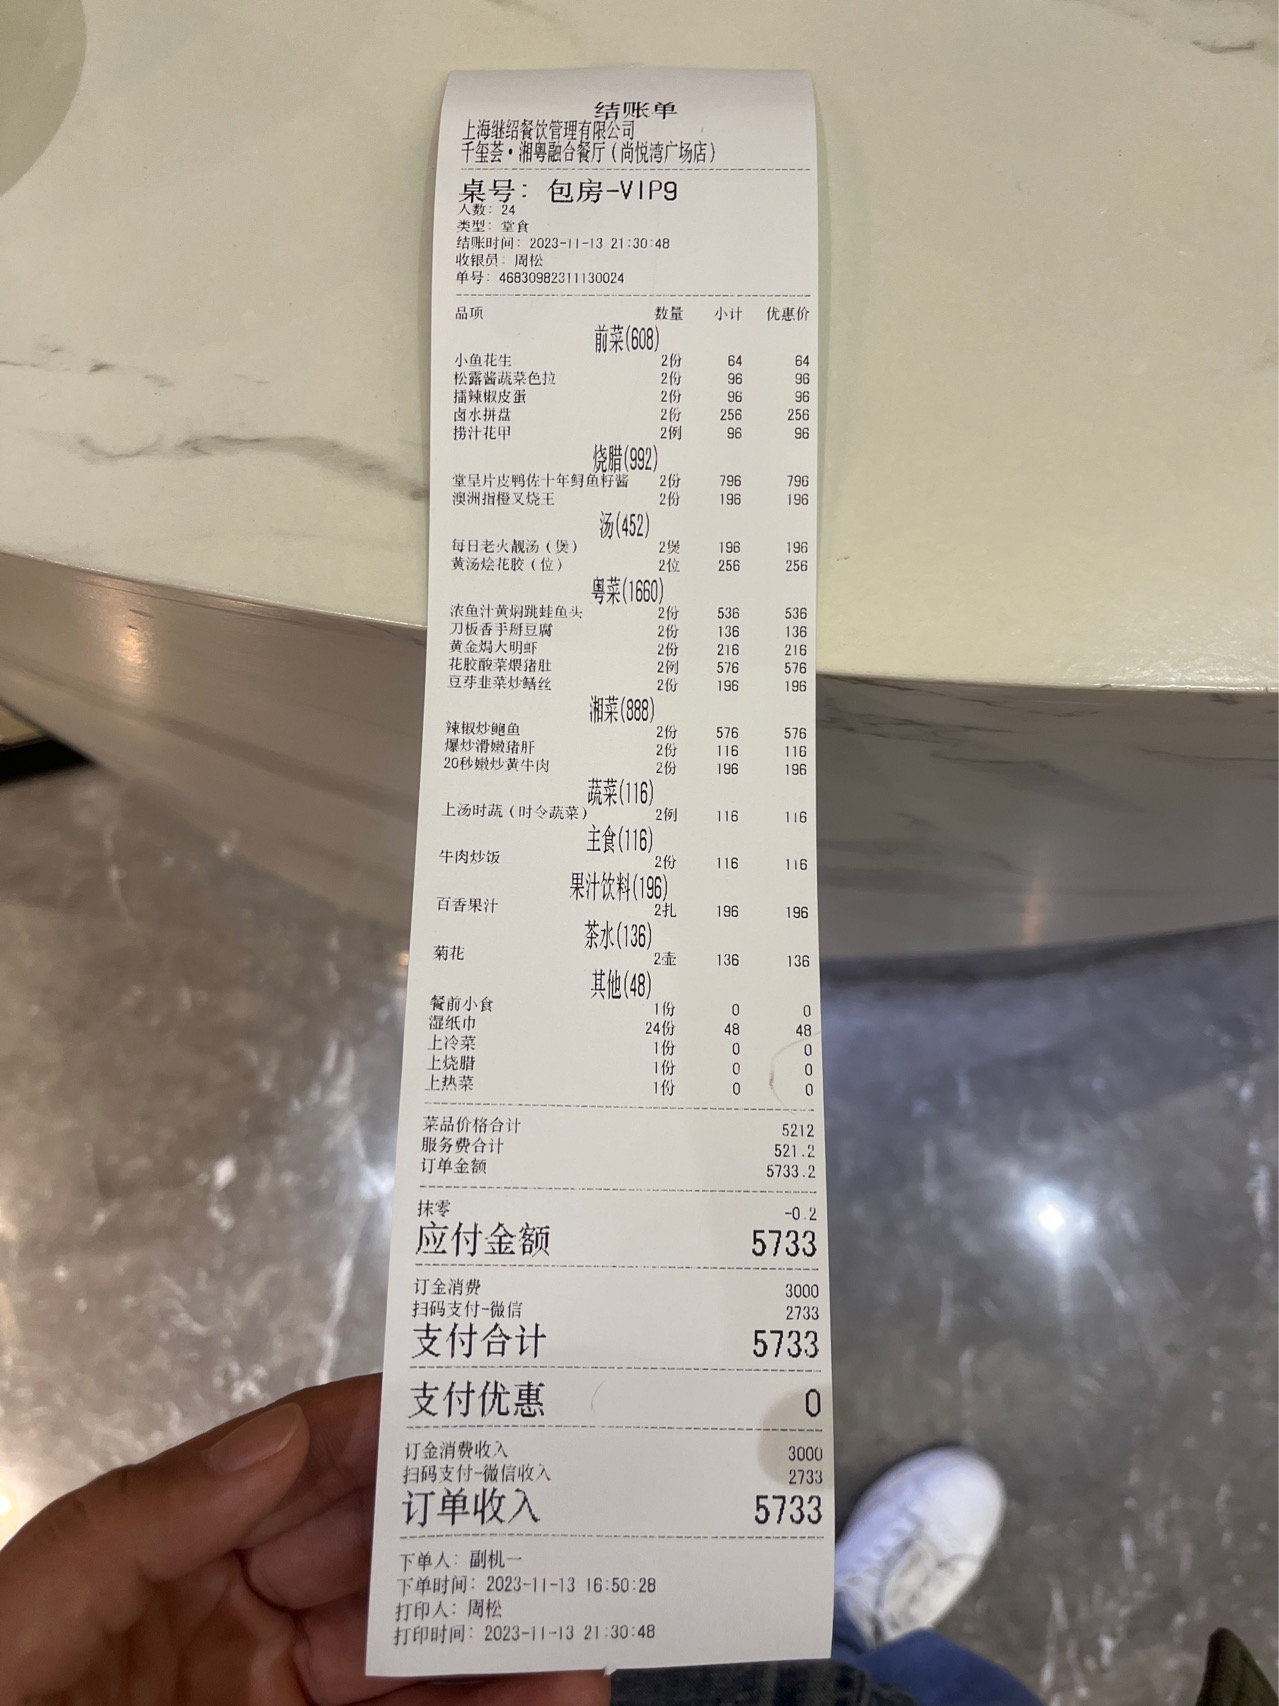 结账单
上海继绍餐饮管理有限公司
千玺荟·湘粤融合餐厅(尚悦湾广场店)
桌号: 包房-VIP9
人数: 24
类型: 堂食
结账时间: 2023-11-13 21:30:48
收银员: 周松
单号: 46830982311130024
品项 数量 小计 优惠价
前菜(608)
小鱼花生 2份 64 64
松露酱蔬菜色拉 2份 96 96
擂辣椒皮蛋 2份 96 96
卤水拼盘 2份 256 256
捞汁花甲 2例 96 96
烧腊(992)
堂呈片皮鸭佐十年鲟鱼籽酱 2份 796 796
澳洲指橙叉烧王 2份 196 196
汤(452)
每日老火靓汤(煲) 2煲 196 196
黄汤烩花胶(位) 2位 256 256
粤菜(1660)
浓鱼汁黄焖跳蛙鱼头 2份 536 536
刀板香手掰豆腐 2份 136 136
黄金焗大明虾 2份 216 216
花胶酸菜煨猪肚 2例 576 576
豆芽韭菜炒鳝丝 2份 196 196
湘菜(888)
辣椒炒鲍鱼 2份 576 576
爆炒滑嫩猪肝 2份 116 116
20秒嫩炒黄牛肉 2份 196 196
蔬菜(116)
上汤时蔬(时令蔬菜) 2例 116 116
主食(116)
牛肉炒饭 2份 116 116
果汁饮料(196)
百香果汁 2扎 196 196
茶水(136)
菊花 2壶 136 136
其他(48)
餐前小食 1份 0 0
湿纸巾 24份 48 48
上冷菜 1份 0 0
上烧腊 1份 0 0
上热菜 1份 0 0
菜品价格合计 5212
服务费合计 521.2
订单金额 5733.2
抹零 -0.2
应付金额 5733
订金消费 3000
扫码支付-微信 2733
支付合计 5733
支付优惠 0
订金消费收入 3000
扫码支付-微信收入 2733
订单收入 5733
下单人: 副机一
下单时间: 2023-11-13 16:50:28
打印人: 周松
打印时间: 2023-11-13 21:30:48